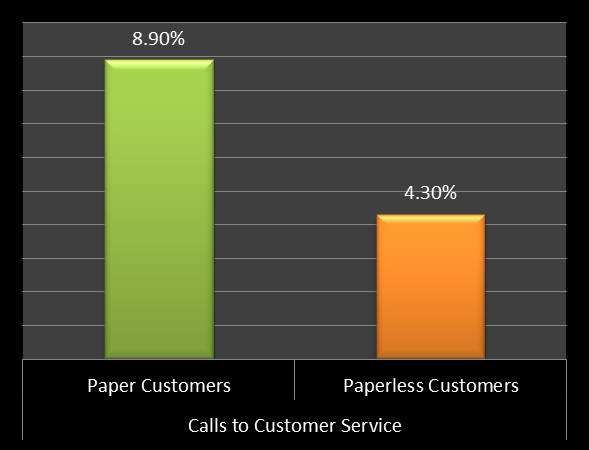 8.90%
4.30%
Paper Customers
Paperless Customers
Calls to Customer Service